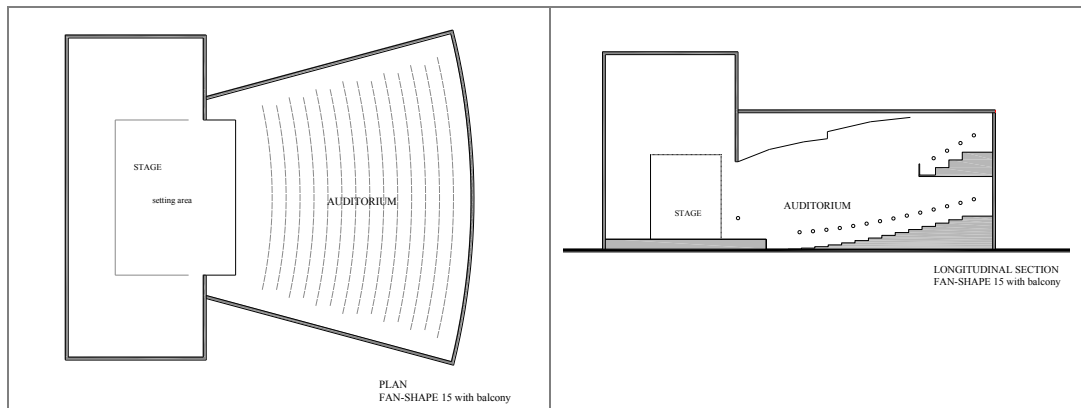 STAGE
setting area
AUDITORIUM
PLAN
FAN-SHAPE 15 with balcony
STAGE
AUDITORIUM
LONGITUDINAL SECTION
FAN-SHAPE 15 with balcony